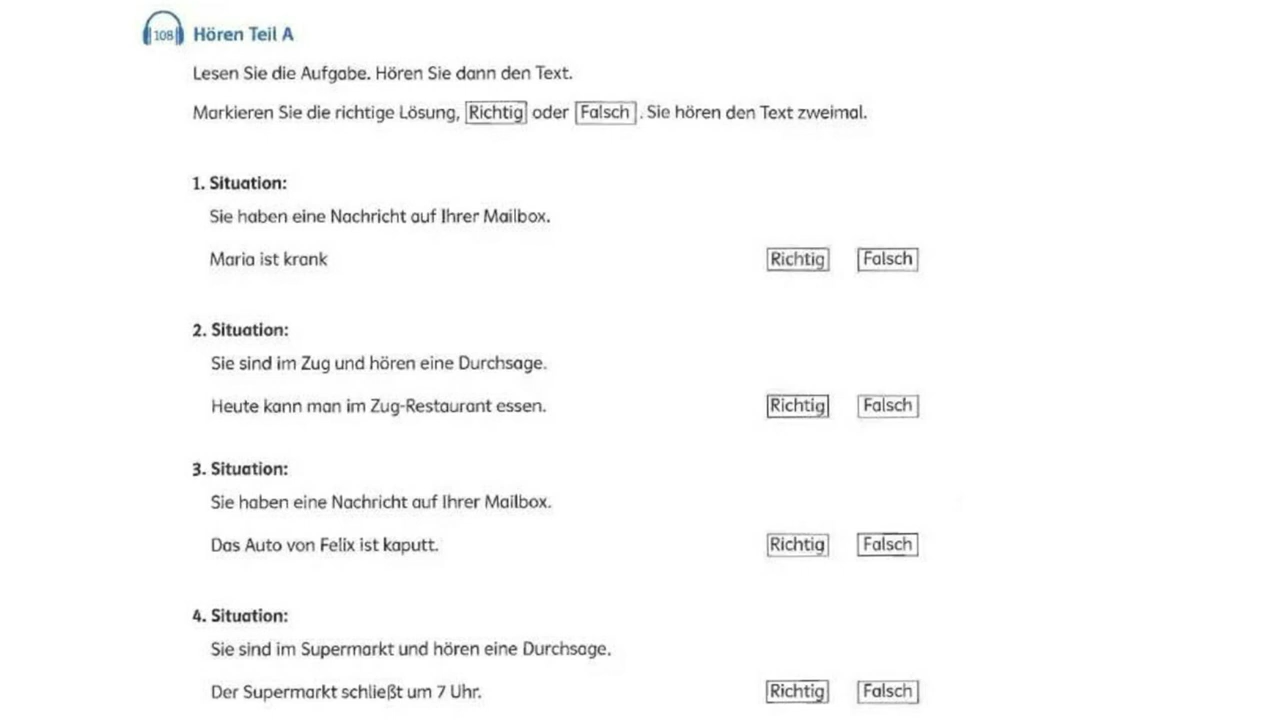 108 Hören Teil A
Lesen Sie die Aufgabe. Hören Sie dann den Text.
Markieren Sie die richtige Lösung, Richtig oder Falsch. Sie hören den Text zweimal.
1. Situation:
Sie haben eine Nachricht auf Ihrer Mailbox.
Maria ist krank Richtig Falsch
2. Situation:
Sie sind im Zug und hören eine Durchsage.
Heute kann man im Zug-Restaurant essen. Richtig Falsch
3. Situation:
Sie haben eine Nachricht auf Ihrer Mailbox.
Das Auto von Felix ist kaputt. Richtig Falsch
4. Situation:
Sie sind im Supermarkt und hören eine Durchsage.
Der Supermarkt schließt um 7 Uhr. Richtig Falsch